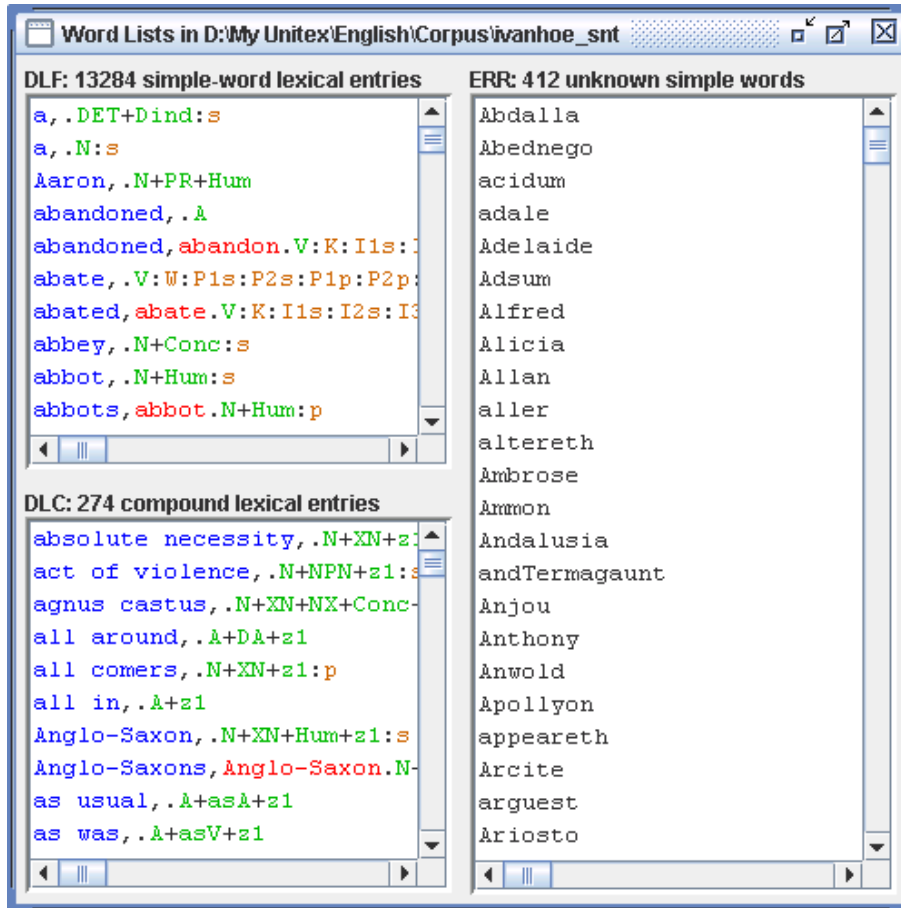 Word Lists in D:\My Unitex\English\Corpus\ivanhoe_snt
DLF: 13284 simple-word lexical entries
a,.DET+Dind:s
a,.N:s
Aaron,.N+PR+Hum
abandoned,.A
abandoned,abandon.V:K:I1s:
abate,.V:W:P1s:P2s:P1p:P2p:
abated,abate.V:K:I1s:I2s:I3
abbey,.N+Conc:s
abbot,.N+Hum:s
abbots,abbot.N+Hum:p
DLC: 274 compound lexical entries
absolute necessity,.N+XN+z1
act of violence,.N+NPN+z1:s
agnus castus,.N+XN+NX+Conc-
all around,.A+DA+z1
all comers,.N+XN+z1:p
all in,.A+z1
Anglo-Saxon,.N+XN+Hum+z1:s
Anglo-Saxons,Anglo-Saxon.N-
as usual,.A+asA+z1
as was,.A+asV+z1
ERR: 412 unknown simple words
Abdalla
Abednego
acidum
adale
Adelaide
Adsum
Alfred
Alicia
Allan
aller
altereth
Ambrose
Ammon
Andalusia
andTermagaunt
Anjou
Anthony
Anwold
Apollyon
appeareth
Arcite
arguest
Ariosto